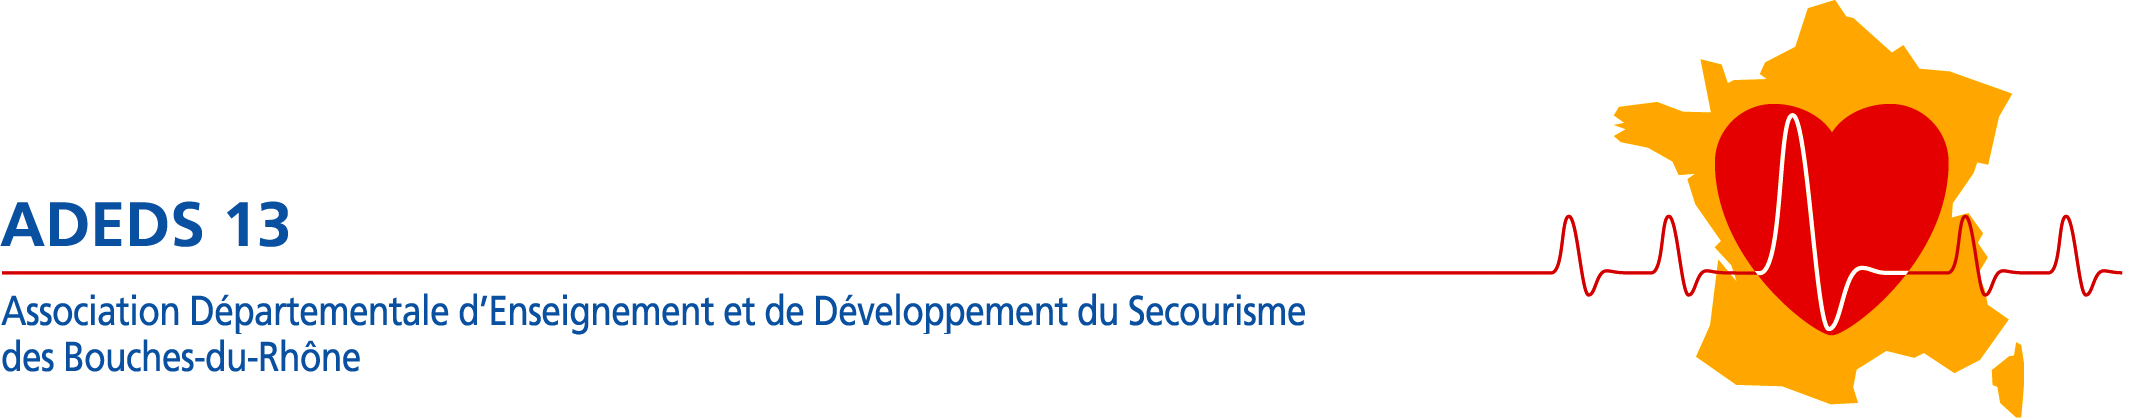 ADEDS 13
Association Départementale d’Enseignement et de Développement du Secourisme
des Bouches-du-Rhône